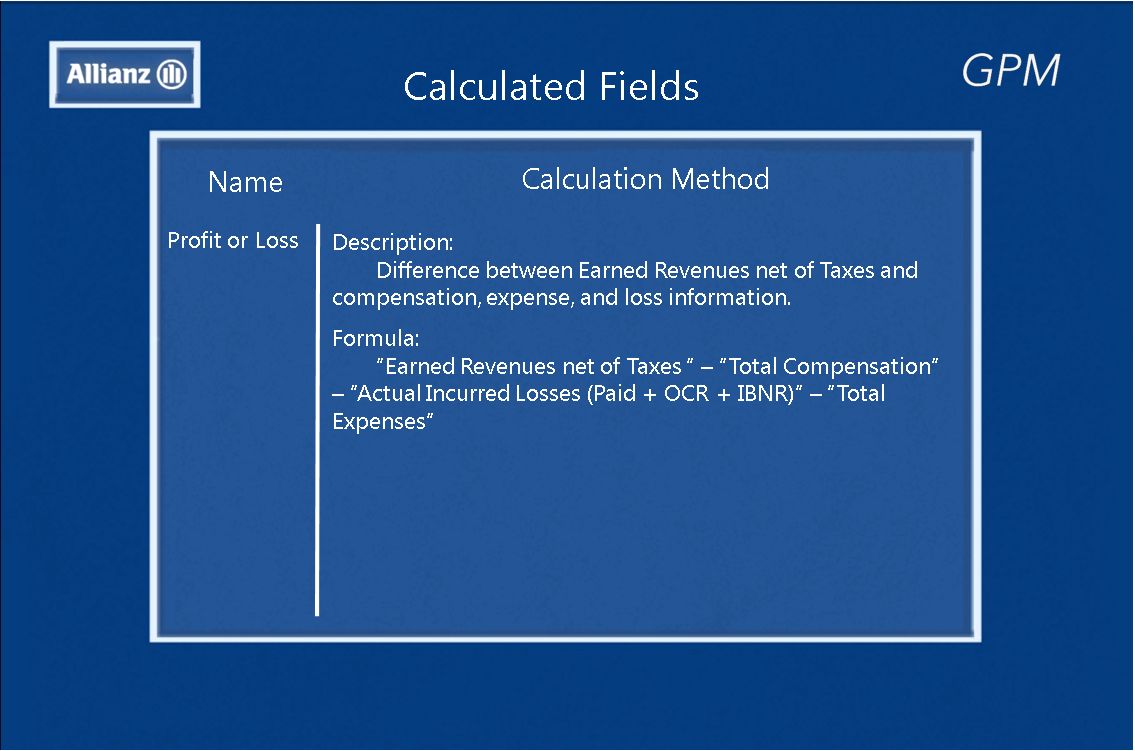 Allianz
Calculated Fields
GPM
Name
Calculation Method
Profit or Loss
Description:
Difference between Earned Revenues net of Taxes and
compensation, expense, and loss information.
Formula:
"Earned Revenues net of Taxes " – "Total Compensation"
– "Actual Incurred Losses (Paid + OCR + IBNR)" – "Total
Expenses"